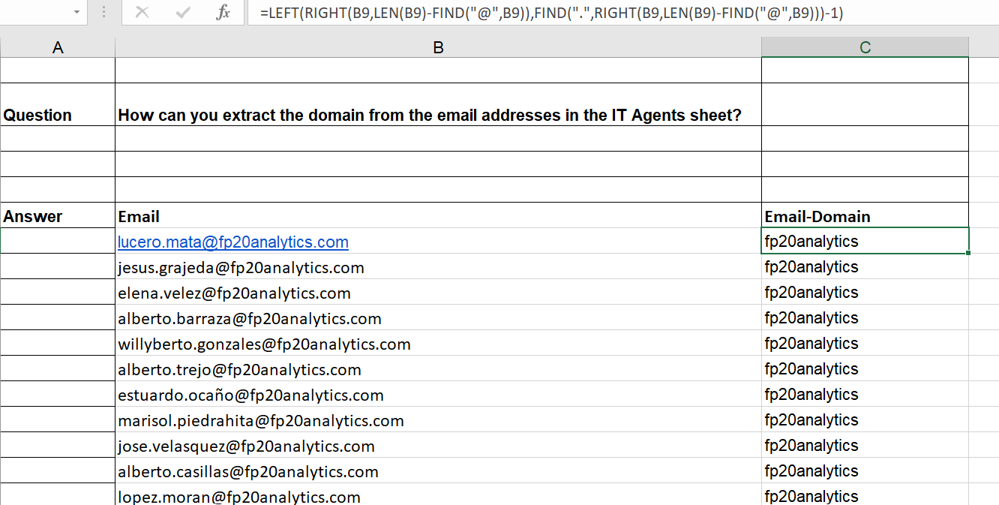 fx =LEFT(RIGHT(B9,LEN(B9)-FIND("@",B9)),FIND(".",RIGHT(B9,LEN(B9)-FIND("@",B9)))-1)
A B C
Question How can you extract the domain from the email addresses in the IT Agents sheet?
Answer Email Email-Domain
lucero.mata@fp20analytics.com fp20analytics
jesus.grajeda@fp20analytics.com fp20analytics
elena.velez@fp20analytics.com fp20analytics
alberto.barraza@fp20analytics.com fp20analytics
willyberto.gonzales@fp20analytics.com fp20analytics
alberto.trejo@fp20analytics.com fp20analytics
estuardo.ocaño@fp20analytics.com fp20analytics
marisol.piedrahita@fp20analytics.com fp20analytics
jose.velasquez@fp20analytics.com fp20analytics
alberto.casillas@fp20analytics.com fp20analytics
lopez.moran@fp20analytics.com fp20analytics